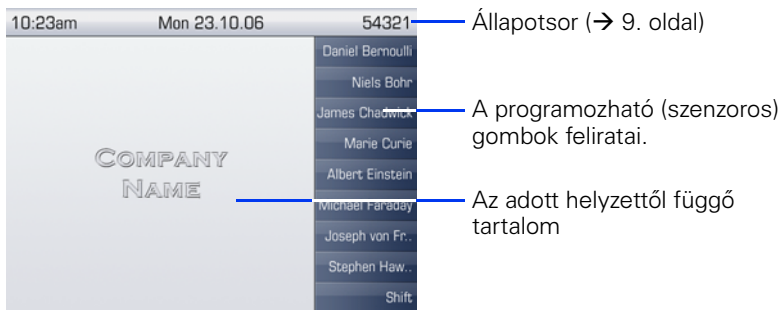 10:23am Mon 23.10.06 54321
Állapotsor (→ 9. oldal)
Daniel Bernoulli
Niels Bohr
James Chadwick
A programozható (szenzoros)
gombok feliratai.
Marie Curie
COMPANY
NAME
Albert Einstein
Michael Faraday
Az adott helyzettől függő
tartalom
Joseph von Fr..
Stephen Haw..
Shift